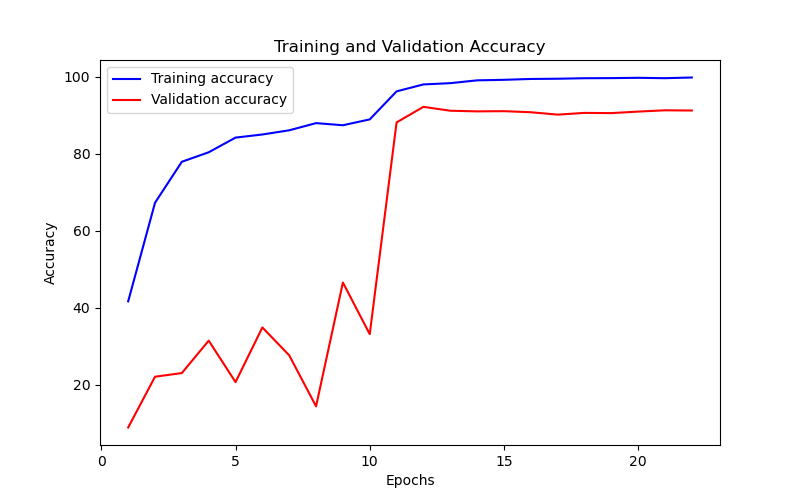 Training and Validation Accuracy
Training accuracy
Validation accuracy
100
80
60
40
20
Accuracy
0
5
10
15
20
Epochs